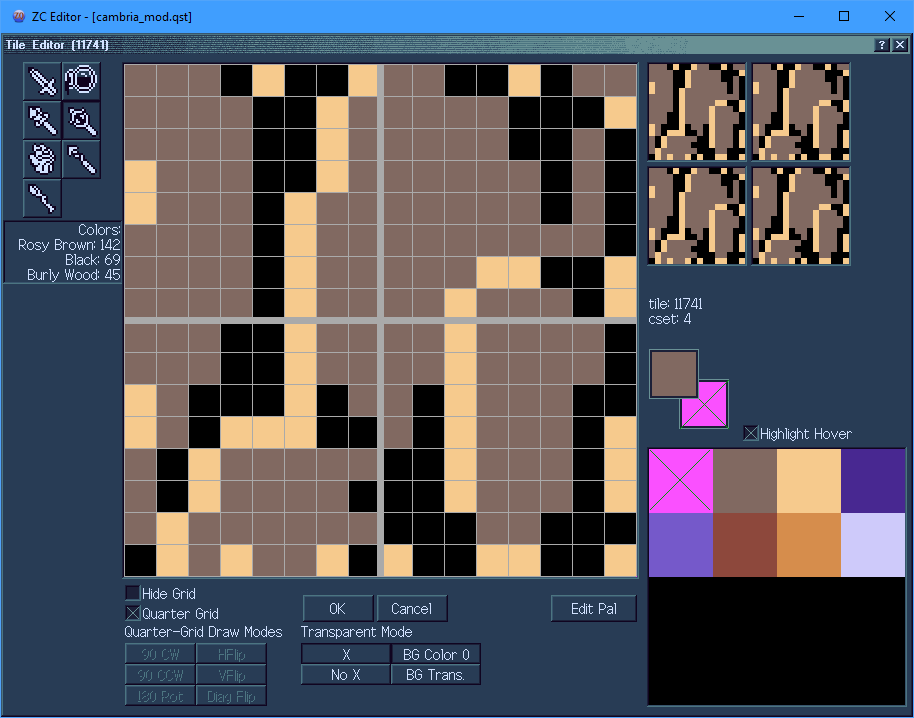 ZC Editor - [cambria_mod.qst]
Tile Editor (11741)
?
Colors:
Rosy Brown: 142
Black: 69
Burly Wood: 45
tile: 11741
cset: 4
Highlight Hover
Hide Grid
Quarter Grid
Quarter-Grid Draw Modes
90 CW
HFlip
90 CCW
VFlip
180 Rot
Diag Flip
OK
Cancel
Edit Pal
Transparent Mode
X
BG Color 0
No X
BG Trans.